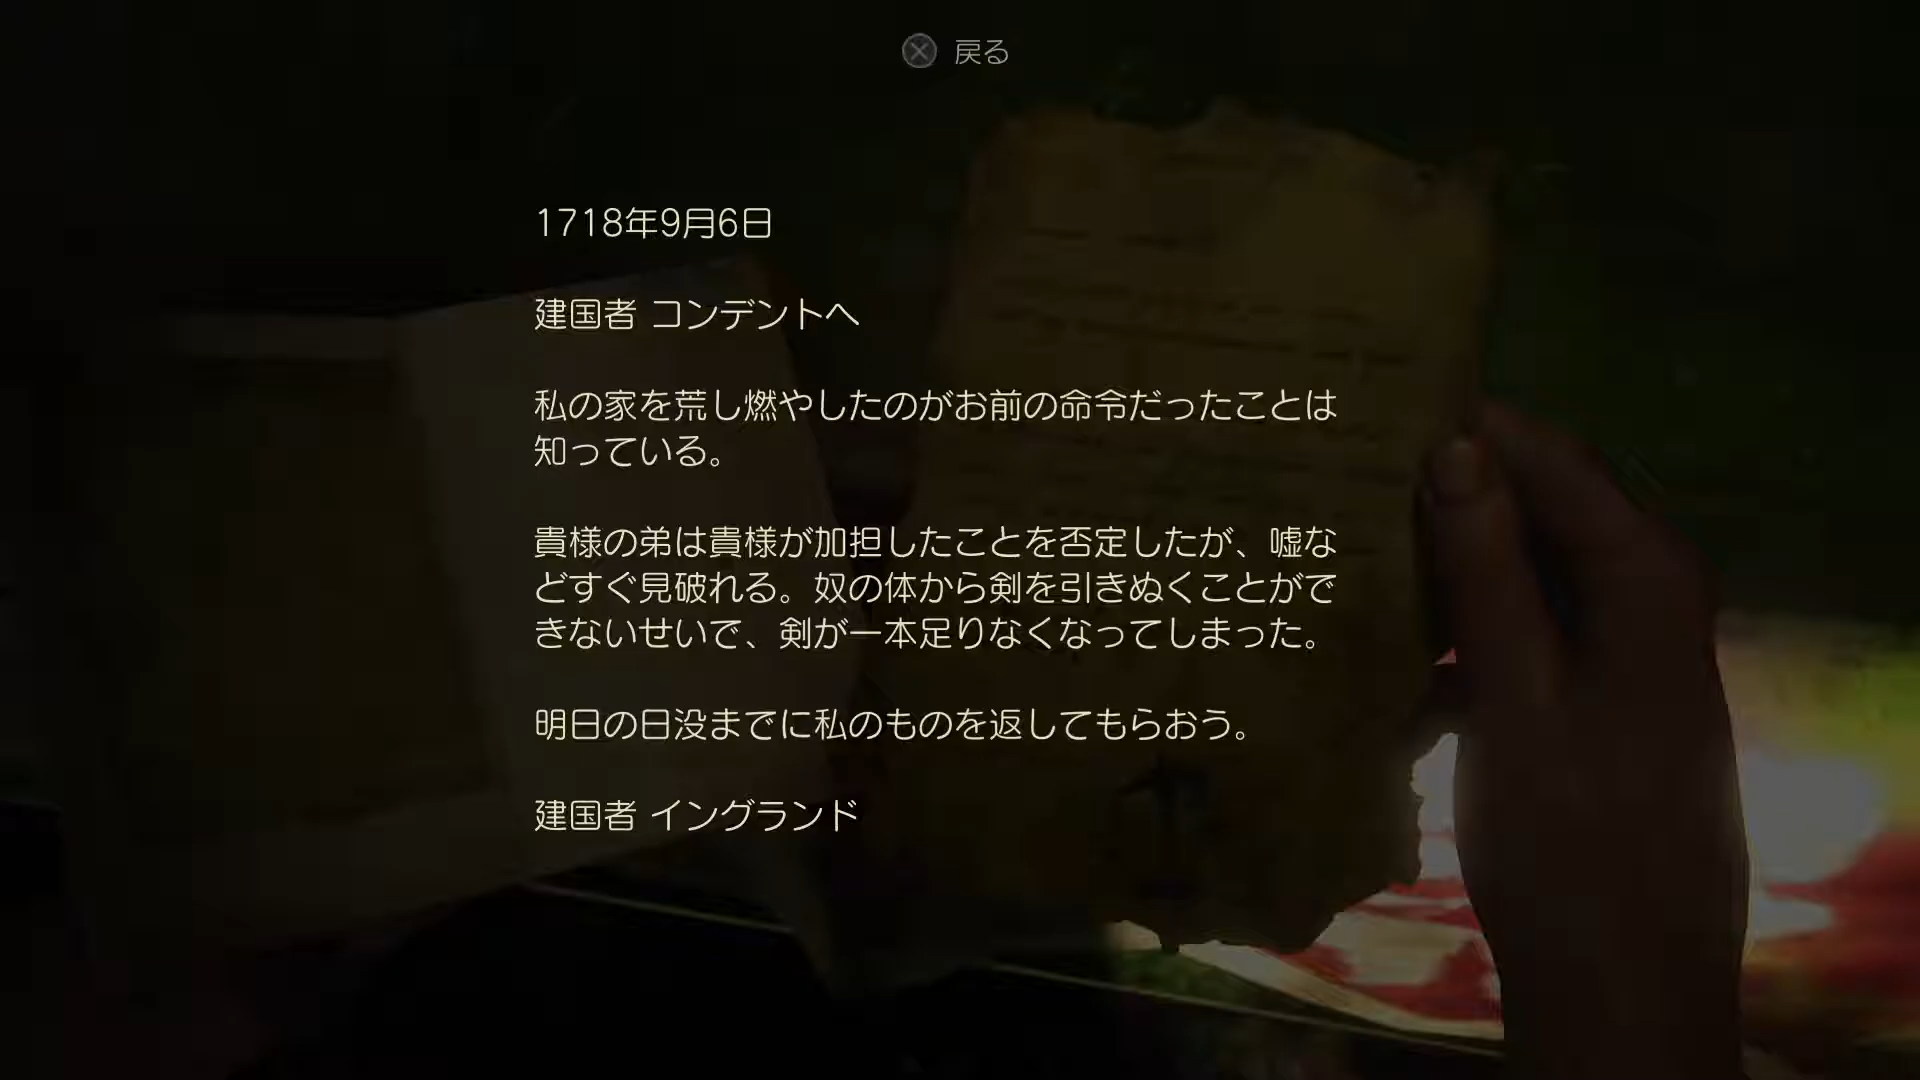 戻る
1718年9月6日
建国者 コンデントへ
私の家を荒し燃やしたのがお前の命令だったことは
知っている。
貴様の弟は貴様が加担したことを否定したが、嘘な
どすぐ見破れる。奴の体から剣を引きぬくことがで
きないせいで、剣が一本足りなくなってしまった。
明日の日没までに私のものを返してもらおう。
建国者 イングランド